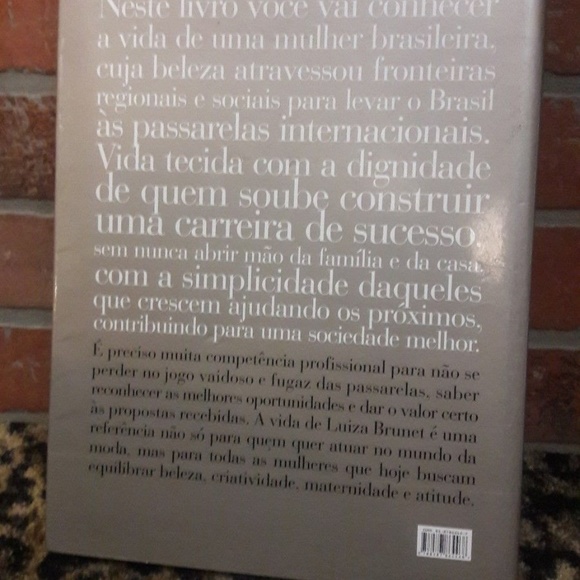 Neste livro você vai conhecer
a vida de uma mulher brasileira,
cuja beleza atravessou fronteiras
regionais e sociais para levar o Brasil
às passarelas internacionais.
Vida tecida com a dignidade
de quem soube construir
uma carreira de sucesso,
sem nunca abrir mão da família e da casa,
com a simplicidade daqueles
que crescem ajudando os próximos,
contribuindo para uma sociedade melhor.
É preciso muita competência profissional para não se
perder no jogo vaidoso e fugaz das passarelas, saber
reconhecer as melhores oportunidades e dar o valor certo
às propostas recebidas. A vida de Luiza Brunet é uma
referência não só para quem quer atuar no mundo da
moda, mas para todas as mulheres que hoje buscam
equilibrar beleza, criatividade, maternidade e atitude.